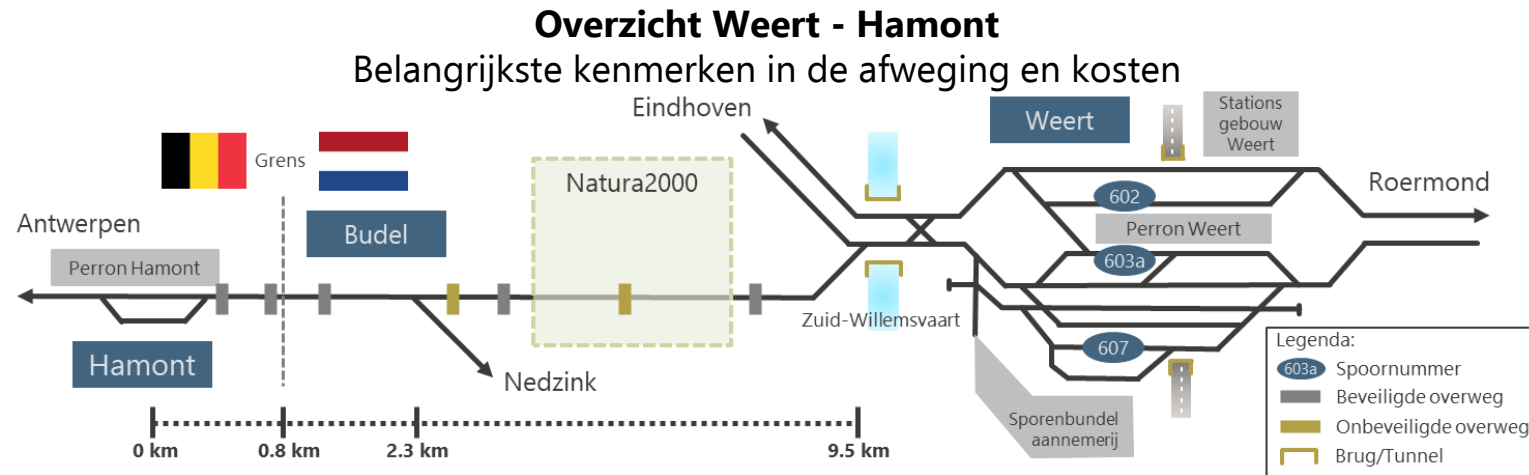 Overzicht Weert - Hamont
Belangrijkste kenmerken in de afweging en kosten
Eindhoven
Weert
Stations
gebouw
Weert
Grens
Natura2000
602
Roermond
Antwerpen
Budel
Perron Weert
Perron Hamont
603a
Zuid-Willemsvaart
Hamont
607
Nedzink
Sporenbundel
aannemerij
0 km
0.8 km
2.3 km
9.5 km
Legenda:
603a Spoornummer
Beveiligde overweg
Onbeveiligde overweg
Brug/Tunnel